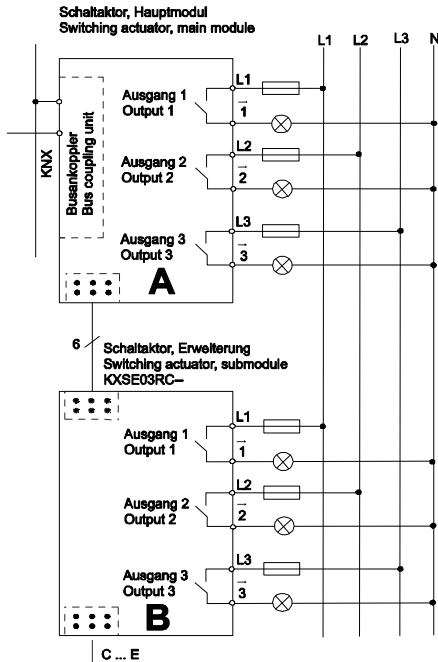 Schaltaktor, Hauptmodul
Switching actuator, main module
L1 L2 L3 N
KNX
Busankoppler
Bus coupling unit
Ausgang 1
Output 1
L1
1
Ausgang 2
Output 2
L2
2
Ausgang 3
Output 3
L3
3
A
6
Schaltaktor, Erweiterung
Switching actuator, submodule
KXSE03RC–
Ausgang 1
Output 1
L1
1
Ausgang 2
Output 2
L2
2
Ausgang 3
Output 3
L3
3
B
C ... E